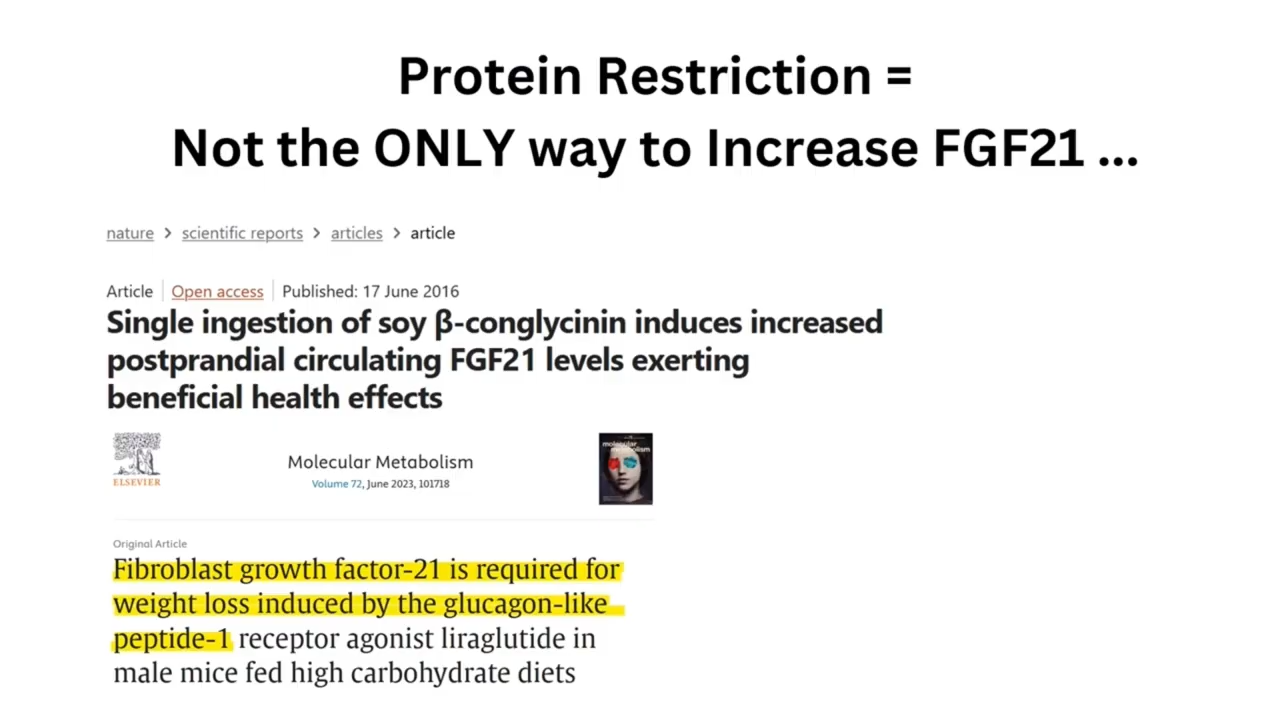 Protein Restriction =
Not the ONLY way to Increase FGF21 ...
nature > scientific reports > articles > article
Article | Open access | Published: 17 June 2016
Single ingestion of soy β-conglycinin induces increased
postprandial circulating FGF21 levels exerting
beneficial health effects
ELSEVIER
Molecular Metabolism
Volume 72, June 2023, 101718
molecular
metabolism
Original Article
Fibroblast growth factor-21 is required for
weight loss induced by the glucagon-like
peptide-1 receptor agonist liraglutide in
male mice fed high carbohydrate diets